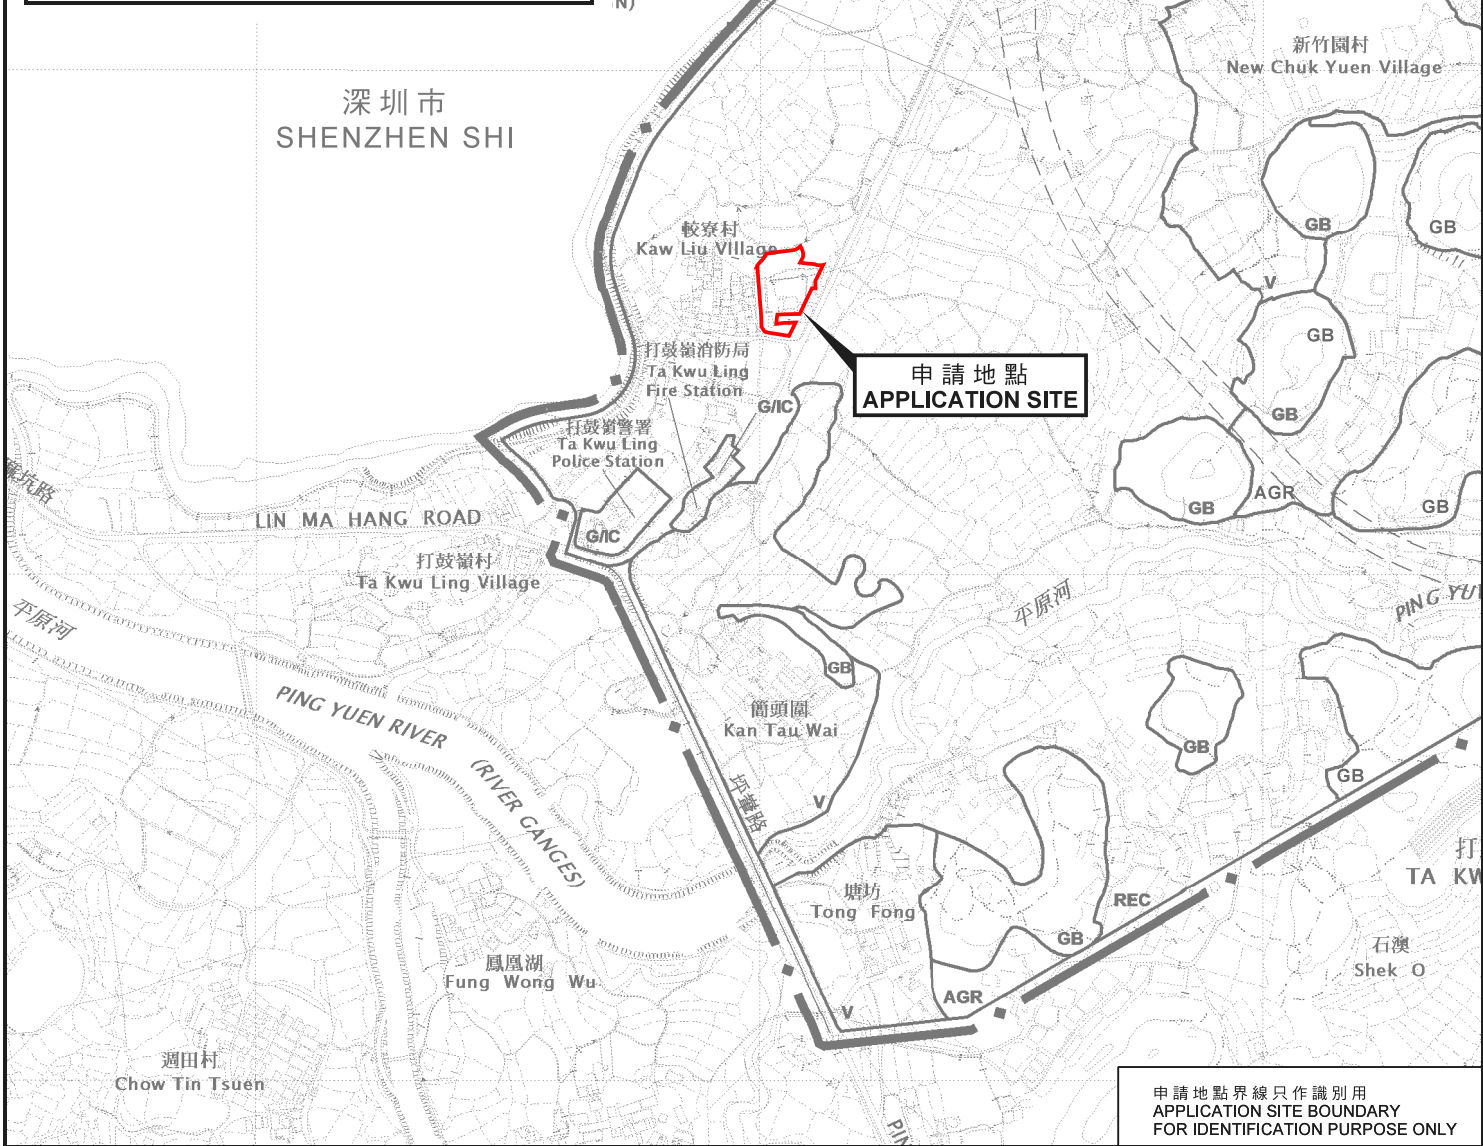 N)
新竹園村
New Chuk Yuen Village
深圳市
SHENZHEN SHI
較寮村
Kaw Liu VIllage
GB
GB
V
GB
打鼓嶺消防局
Ta Kwu Ling
Fire Station
申請地點
APPLICATION SITE
G/IC
GB
打鼓嶺警署
Ta Kwu Ling
Police Station
AGR
GB
GB
LIN MA HANG ROAD
G/IC
打鼓嶺村
Ta Kwu Ling Village
平原河
平原河
PING YU
GB
PING YUEN RIVER
(RIVER GANGES)
簡頭圍
Kan Tau Wai
GB
GB
坪輋路
V
打
TA KW
塘坊
Tong Fong
REC
GB
石澳
Shek O
鳳凰湖
Fung Wong Wu
AGR
V
週田村
Chow Tin Tsuen
PIN
申請地點界線只作識別用
APPLICATION SITE BOUNDARY
FOR IDENTIFICATION PURPOSE ONLY